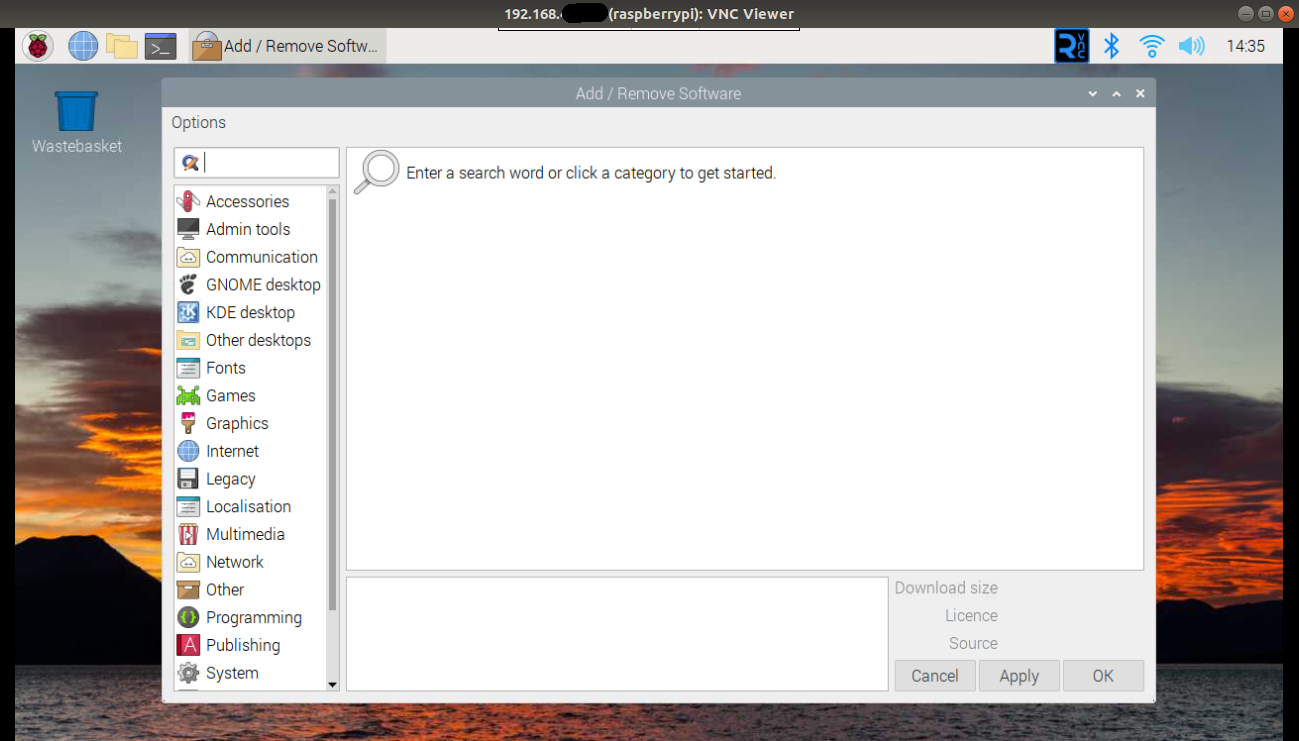 192.168. (raspberrypi): VNC Viewer
Add / Remove Softw...
14:35
Wastebasket
Add / Remove Software
Options
Enter a search word or click a category to get started.
Accessories
Admin tools
Communication
GNOME desktop
KDE desktop
Other desktops
Fonts
Games
Graphics
Internet
Legacy
Localisation
Multimedia
Network
Other
Programming
Publishing
System
Download size
Licence
Source
Cancel
Apply
OK